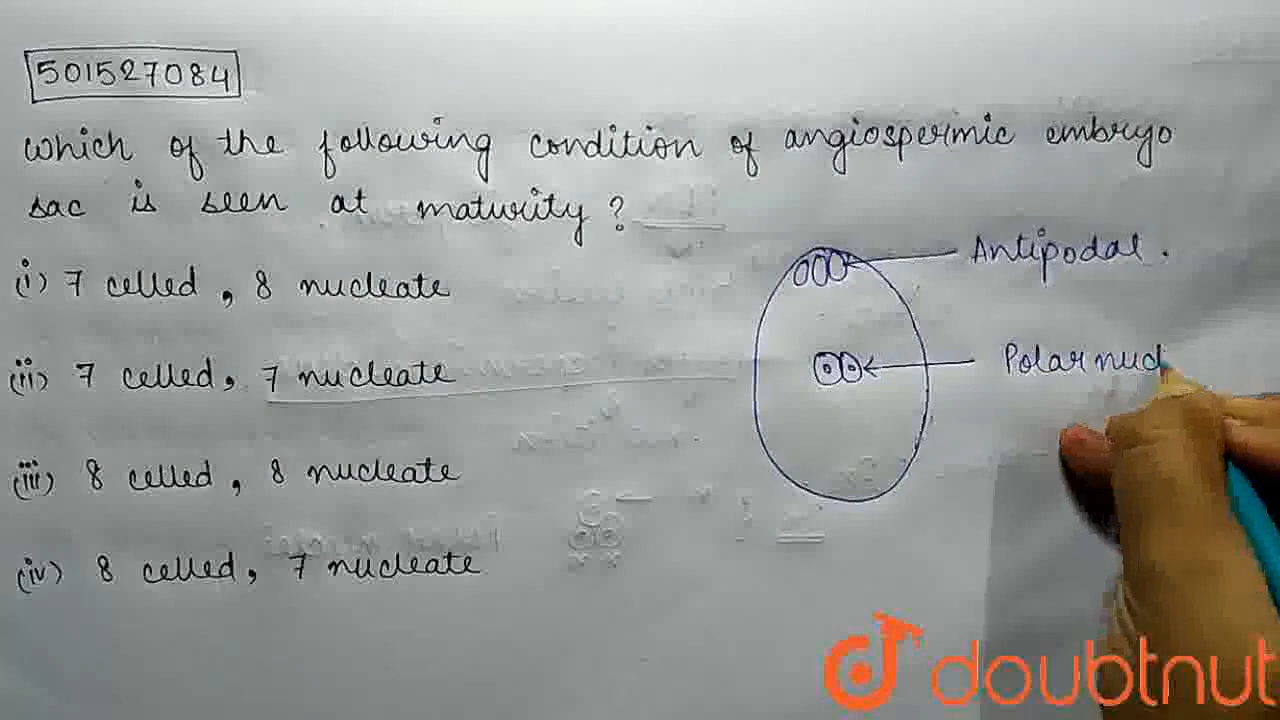 501527084
which of the following condition of angiospermic embryo
sac is seen at maturity?
(i) 7 celled, 8 nucleate
Antipodal.
(ii) 7 celled, 7 nucleate
Polar nucl
(iii) 8 celled, 8 nucleate
(iv) 8 celled, 7 nucleate
doubtnut